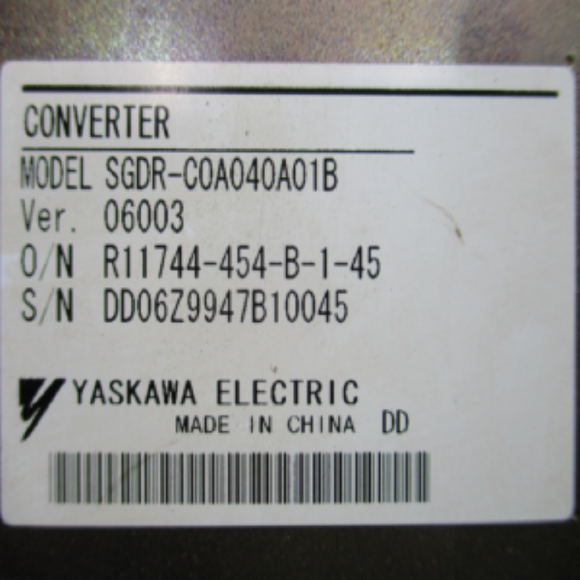 CONVERTER
MODEL SGDR-COA040A01B
Ver. 06003
O/N R11744-454-B-1-45
S/N DD06Z9947B10045
YASKAWA ELECTRIC
MADE IN CHINA DD